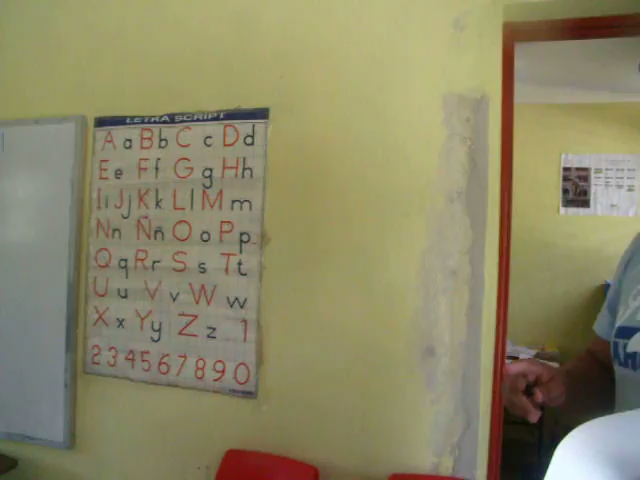 LETRA SCRIPT
A a B b C c D d
E e F f G g H h
I i J j K k L l M m
N n Ñ ñ O o P p
Q q R r S s T t
U u V v W w
X x Y y Z z 1
2 3 4 5 6 7 8 9 0